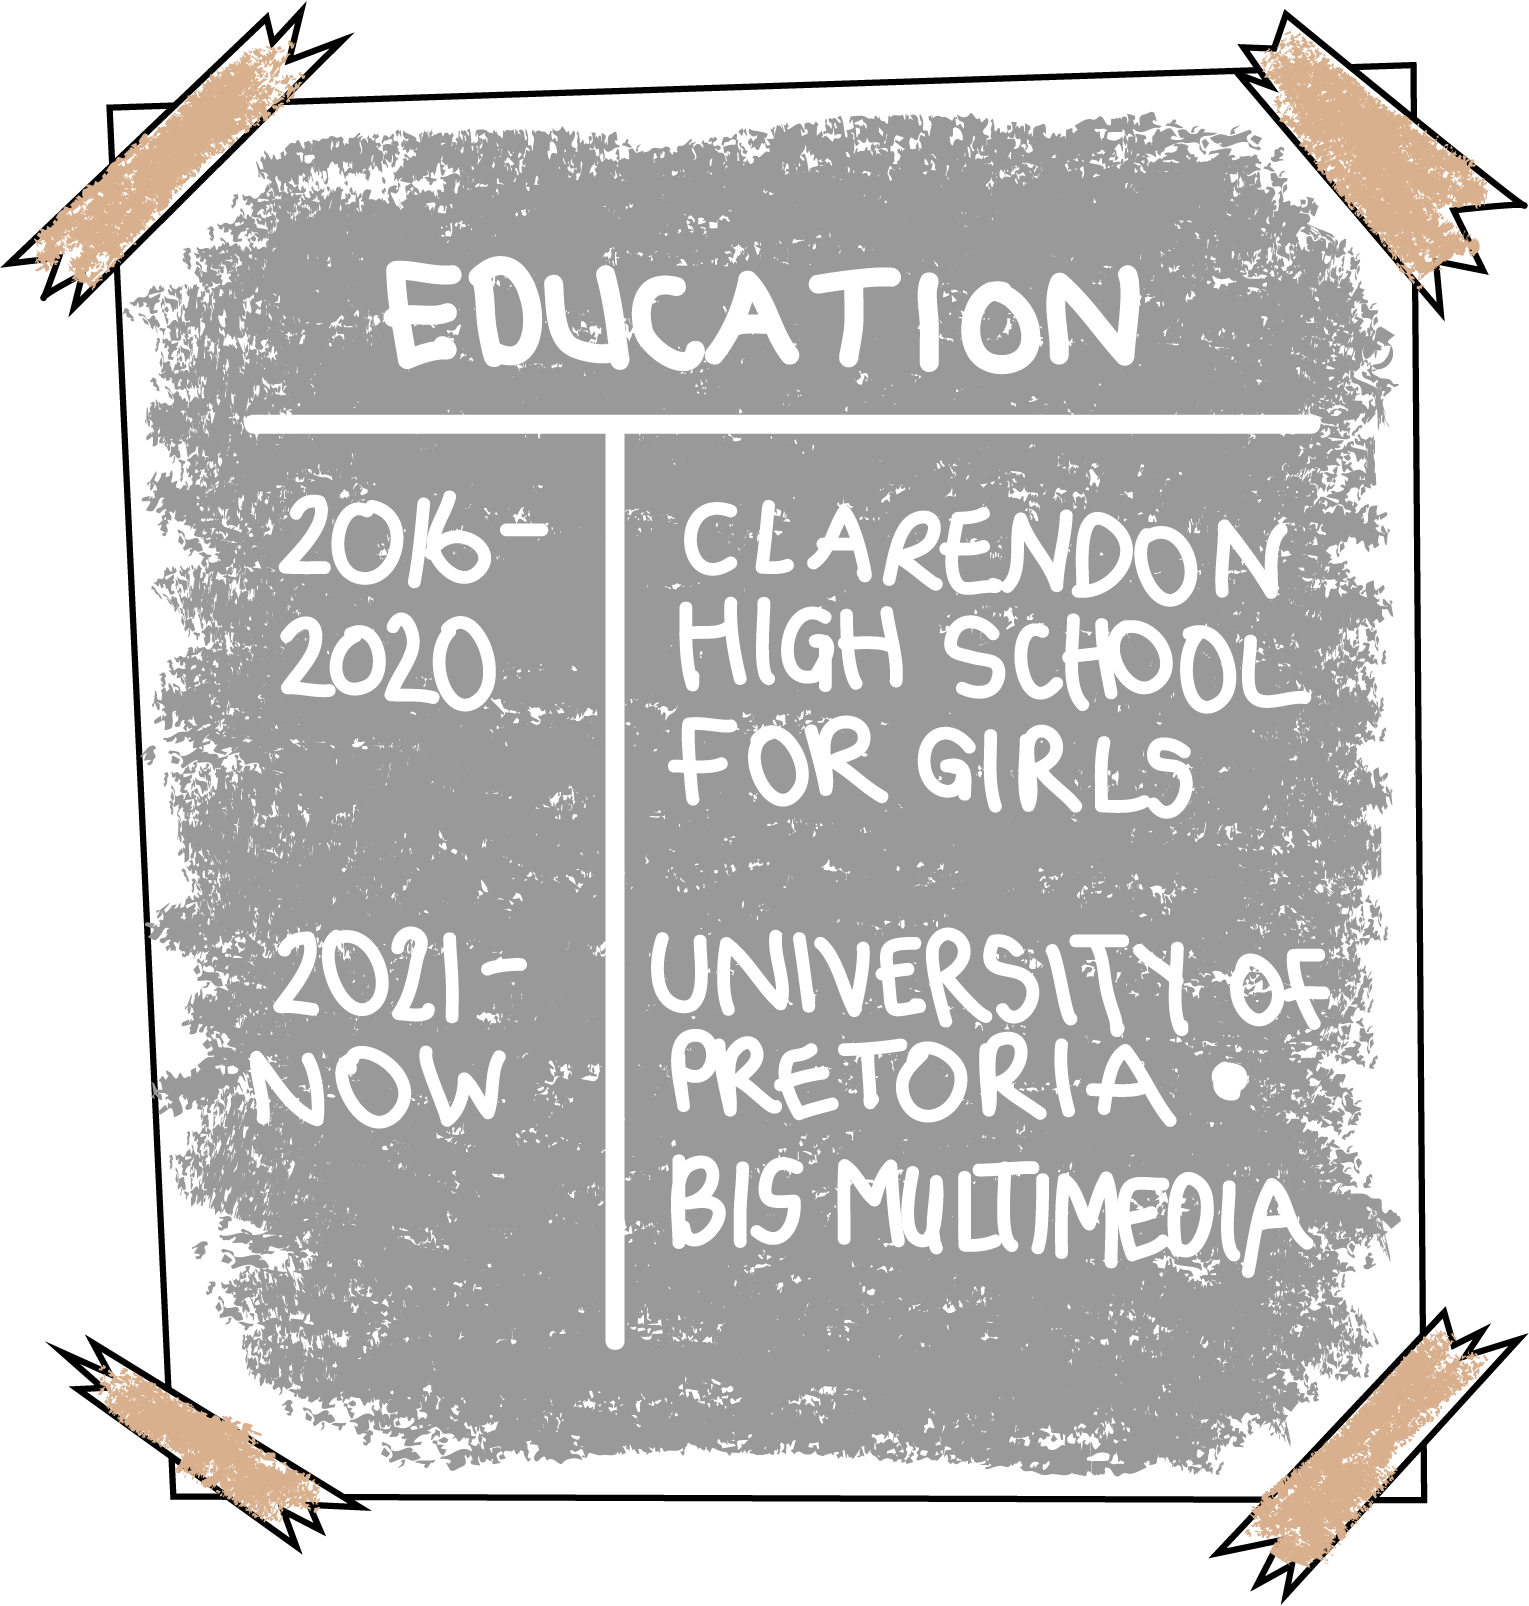 EDUCATION
2016-
2020
CLARENDON
HIGH SCHOOL
FOR GIRLS
2021-
NOW
UNIVERSITY OF
PRETORIA •
BIS MULTIMEDIA